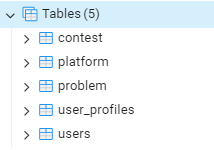 Tables (5)
contest
platform
problem
user_profiles
users